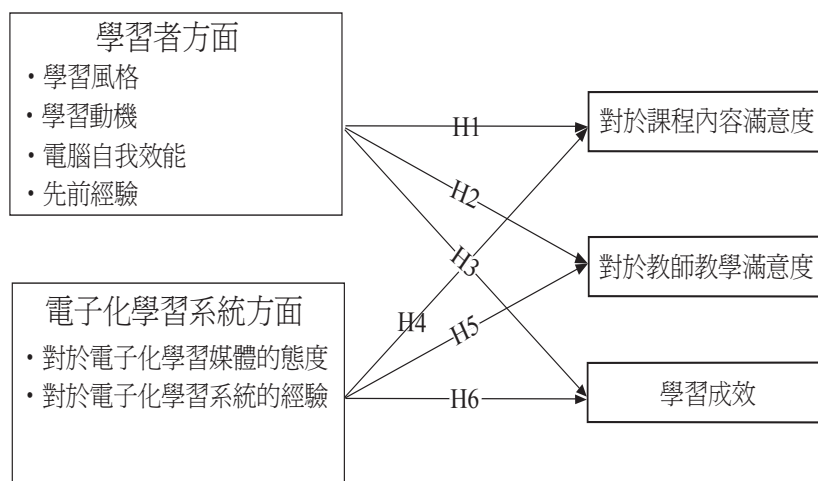 學習者方面
・學習風格
・學習動機
・電腦自我效能
・先前經驗
電子化學習系統方面
・對於電子化學習媒體的態度
・對於電子化學習系統的經驗
H1
H2
H3
H4
H5
H6
對於課程內容滿意度
對於教師教學滿意度
學習成效